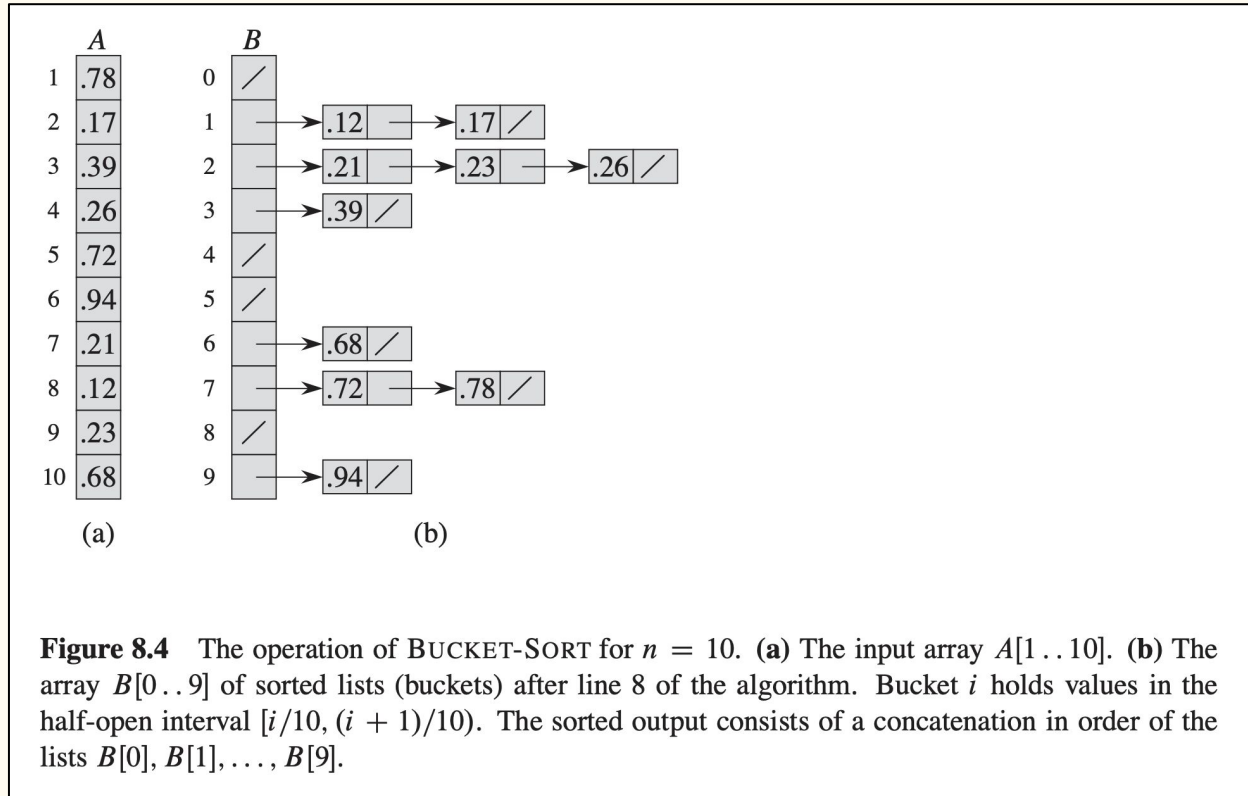 A B
1 .78 0 /
2 .17 1 .12 .17 /
3 .39 2 .21 .23 .26 /
4 .26 3 .39 /
5 .72 4 /
6 .94 5 /
7 .21 6 .68 /
8 .12 7 .72 .78 /
9 .23 8 /
10 .68 9 .94 /
(a) (b)
Figure 8.4 The operation of BUCKET-SORT for n = 10. (a) The input array A[1 . . 10]. (b) The
array B[0 . . 9] of sorted lists (buckets) after line 8 of the algorithm. Bucket i holds values in the
half-open interval [i/10, (i + 1)/10). The sorted output consists of a concatenation in order of the
lists B[0], B[1], . . . , B[9].